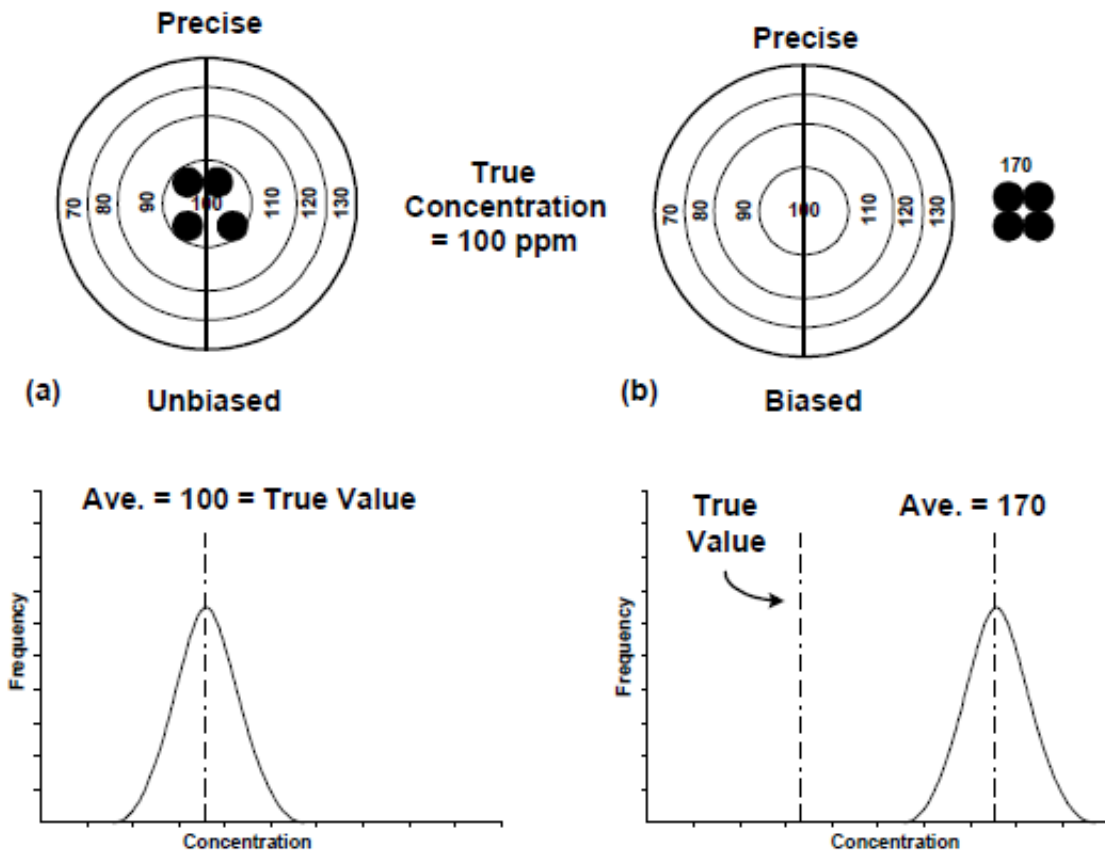 Precise
70
80
90
100
110
120
130
(a)
Unbiased
True
Concentration
= 100 ppm
Precise
70
80
90
100
110
120
130
170
(b)
Biased
Ave. = 100 = True Value
Frequency
Concentration
True
Value
Ave. = 170
Frequency
Concentration